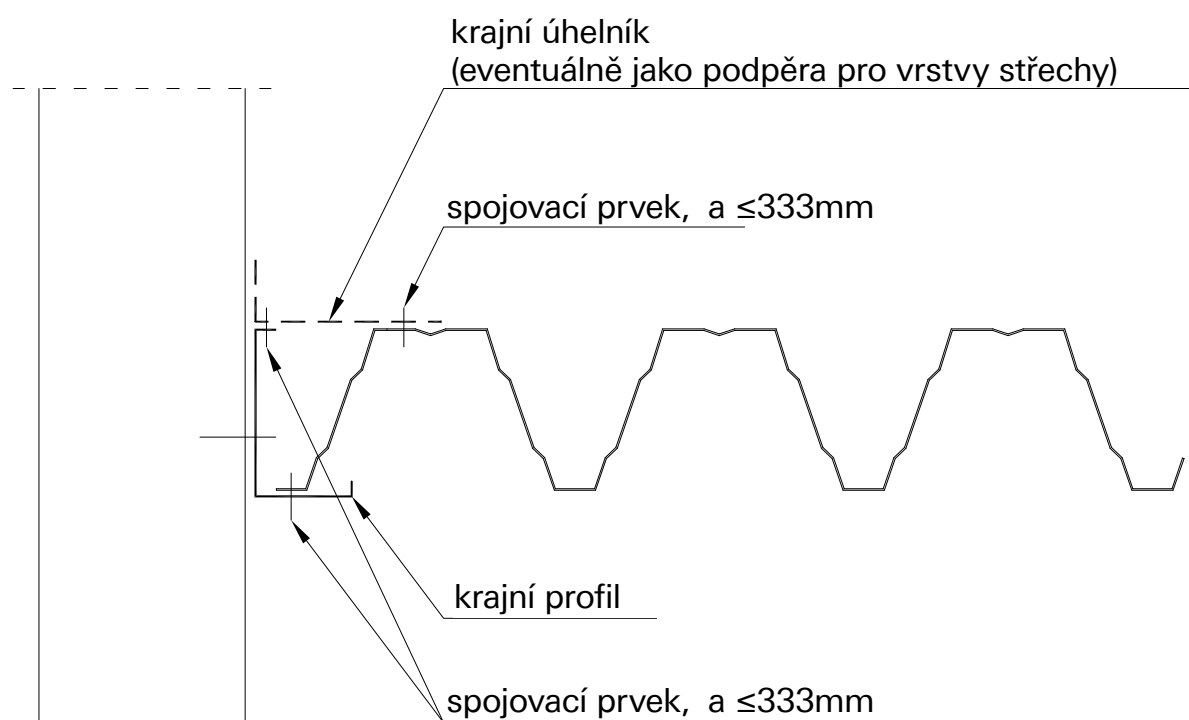 krajní úhelník
(eventuálně jako podpěra pro vrstvy střechy)
spojovací prvek, a ≤333mm
krajní profil
spojovací prvek, a ≤333mm